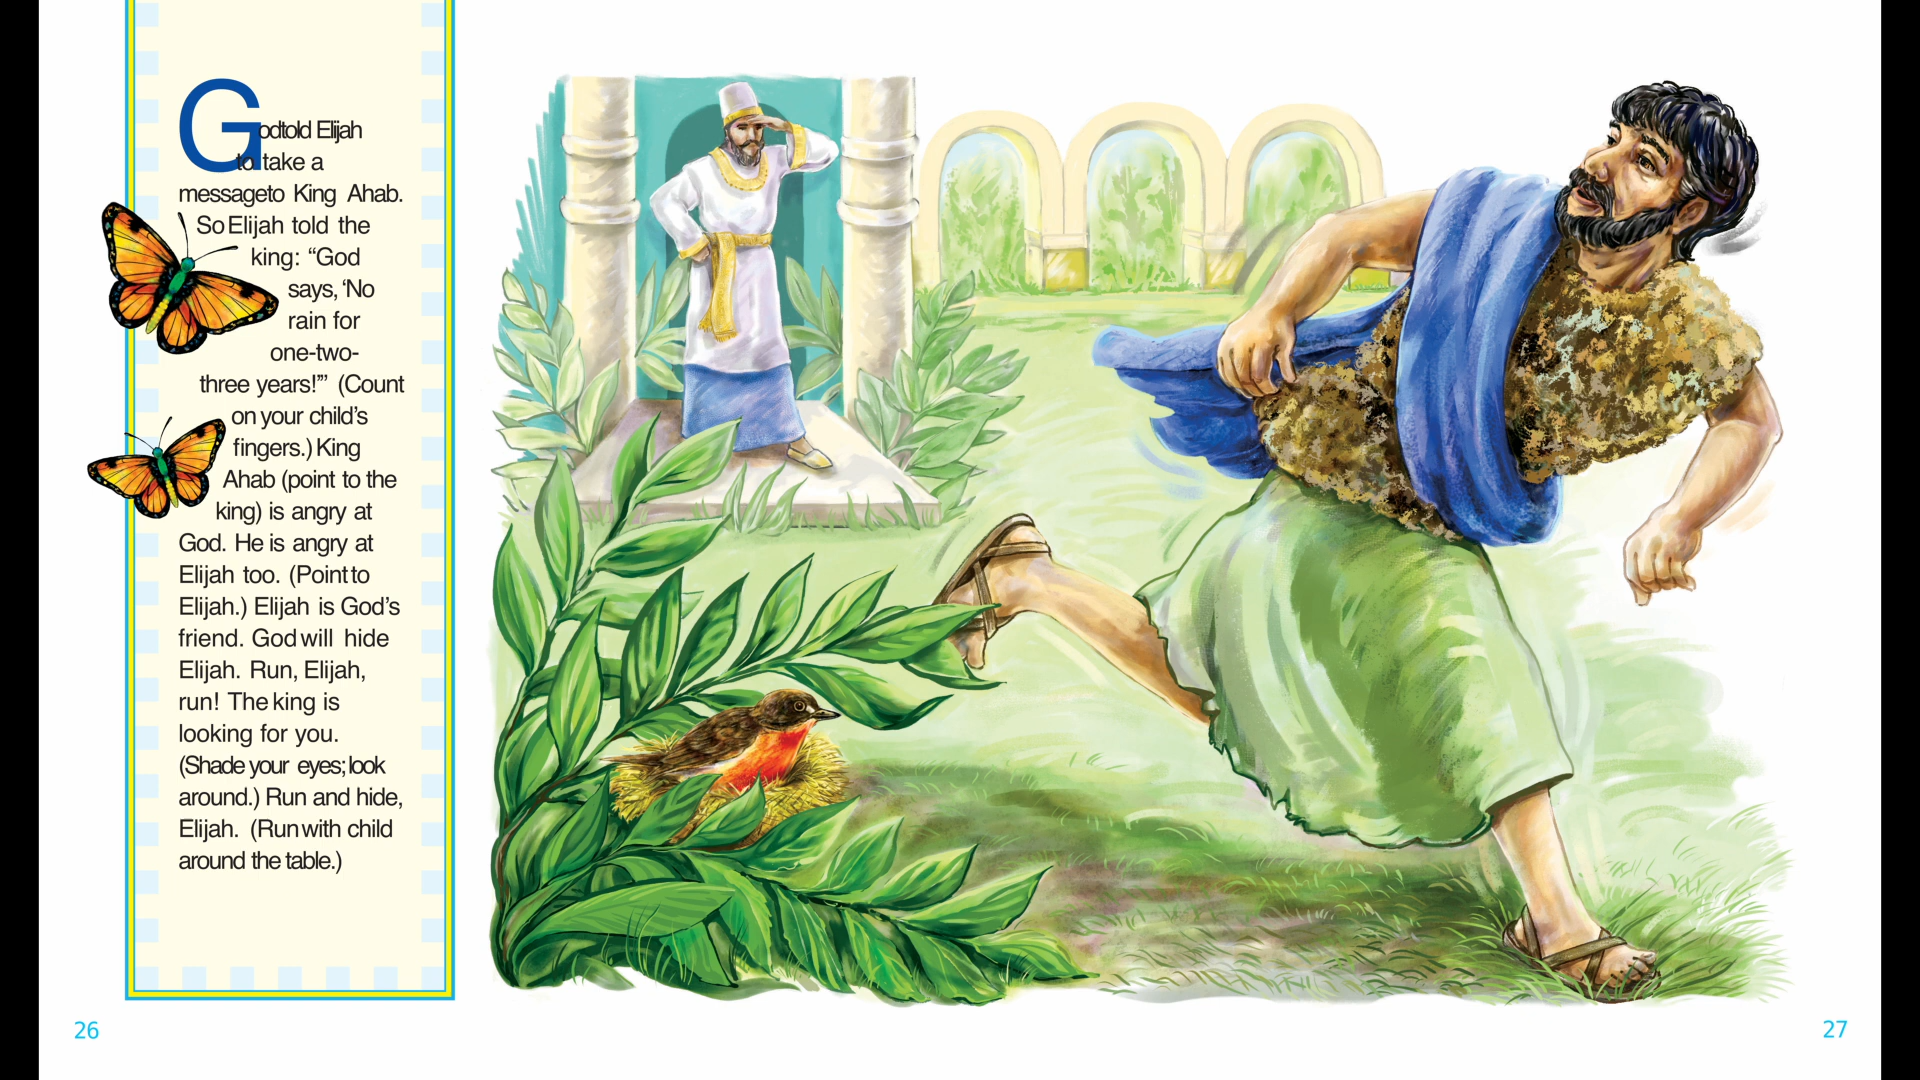 God told Elijah
to take a
message to King Ahab.
So Elijah told the
king: “God
says, ‘No
rain for
one-two-
three years!’” (Count
on your child’s
fingers.) King
Ahab (point to the
king) is angry at
God. He is angry at
Elijah too. (Point to
Elijah.) Elijah is God’s
friend. God will hide
Elijah. Run, Elijah,
run! The king is
looking for you.
(Shade your eyes; look
around.) Run and hide,
Elijah. (Run with child
around the table.)
26
27